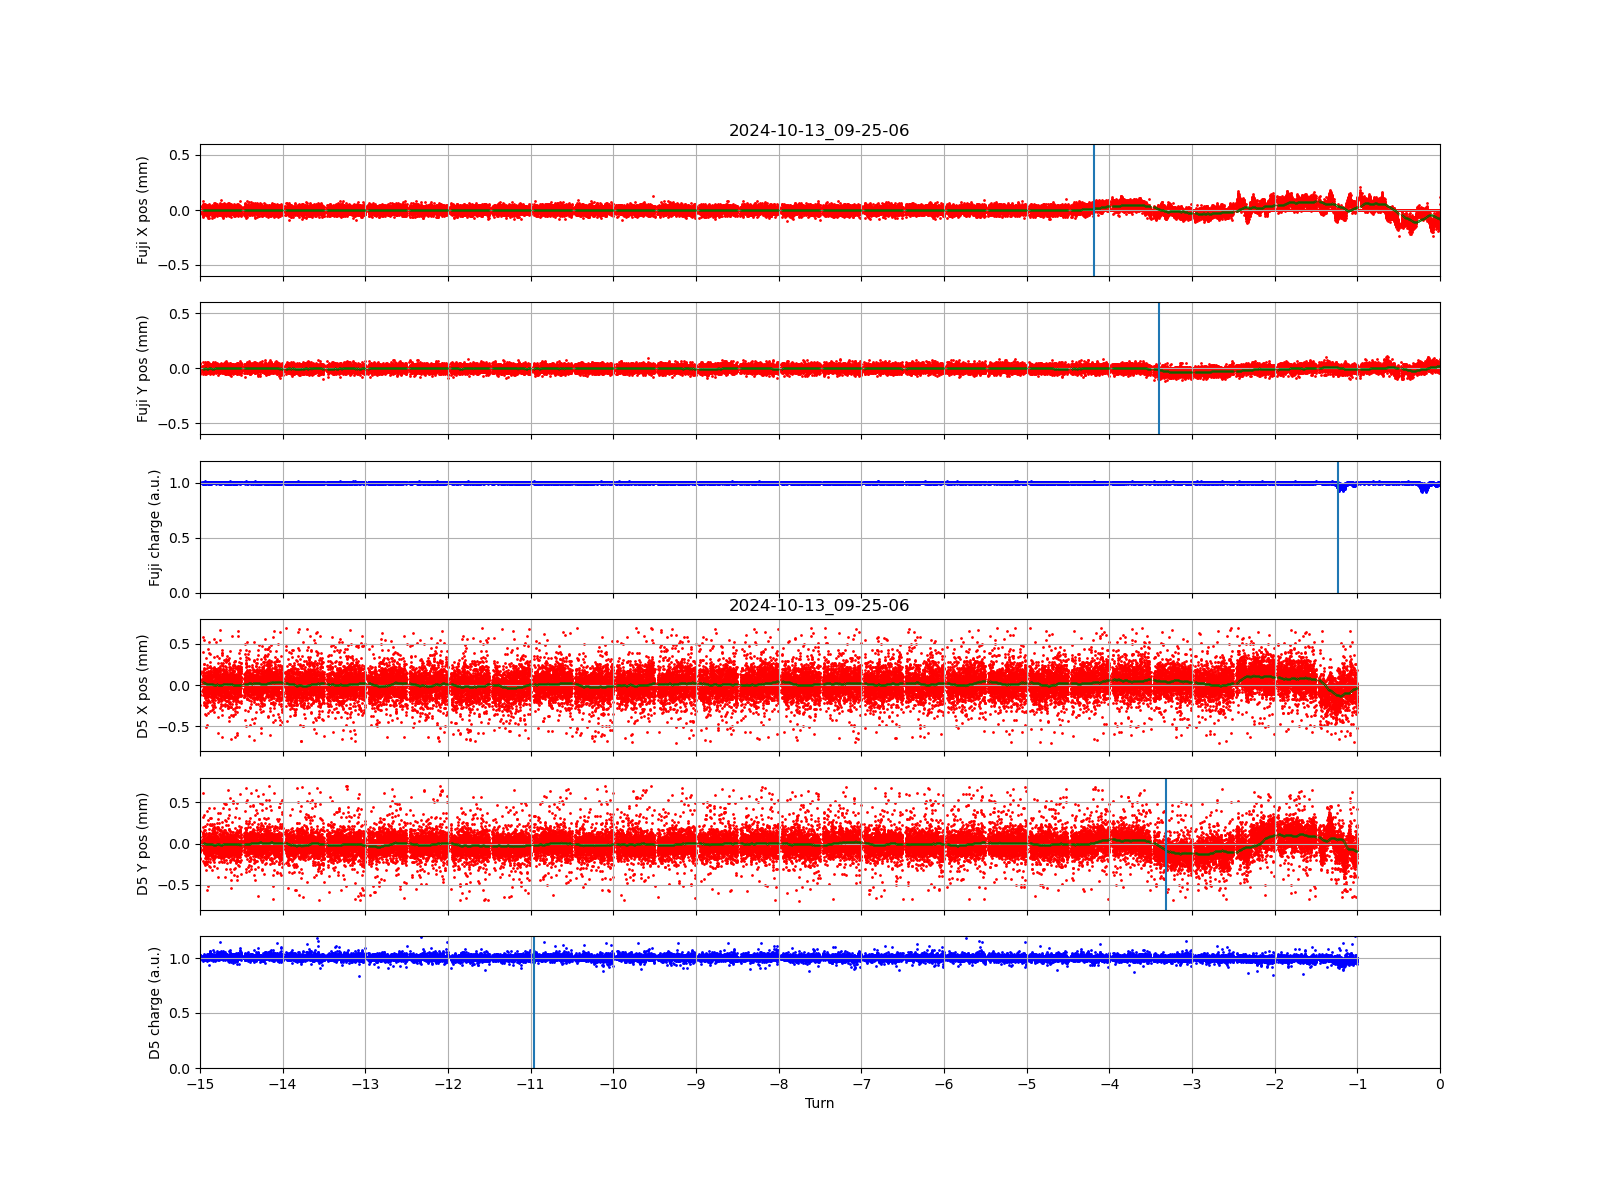 2024-10-13_09-25-06
Fuji X pos (mm)
0.5
0.0
−0.5
Fuji Y pos (mm)
0.5
0.0
−0.5
Fuji charge (a.u.)
1.0
0.5
0.0
2024-10-13_09-25-06
D5 X pos (mm)
0.5
0.0
−0.5
D5 Y pos (mm)
0.5
0.0
−0.5
D5 charge (a.u.)
1.0
0.5
0.0
−15 −14 −13 −12 −11 −10 −9 −8 −7 −6 −5 −4 −3 −2 −1 0
Turn